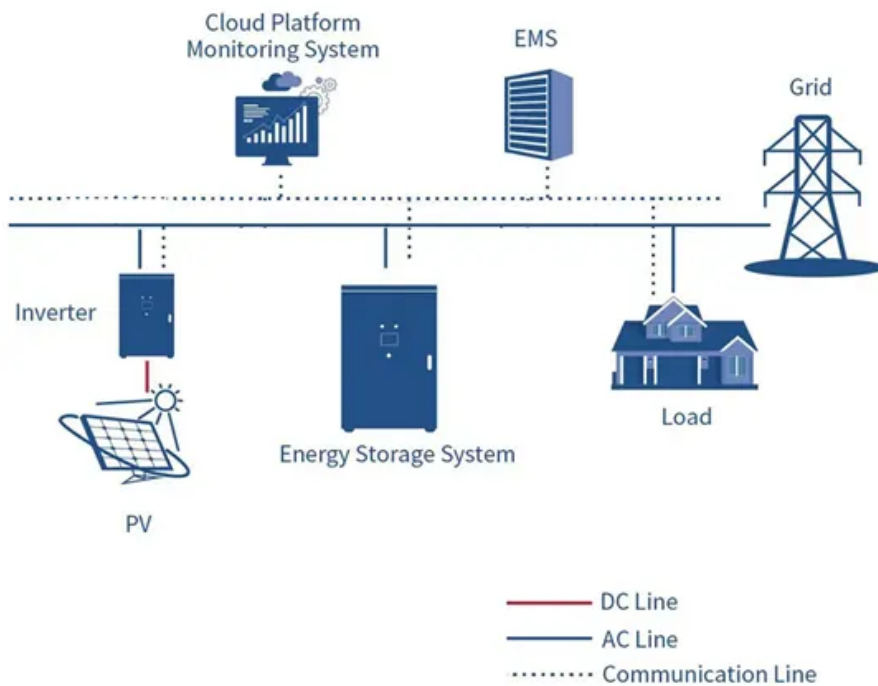 Cloud Platform
Monitoring System
EMS
Grid
Inverter
Energy Storage System
Load
PV
DC Line
AC Line
Communication Line